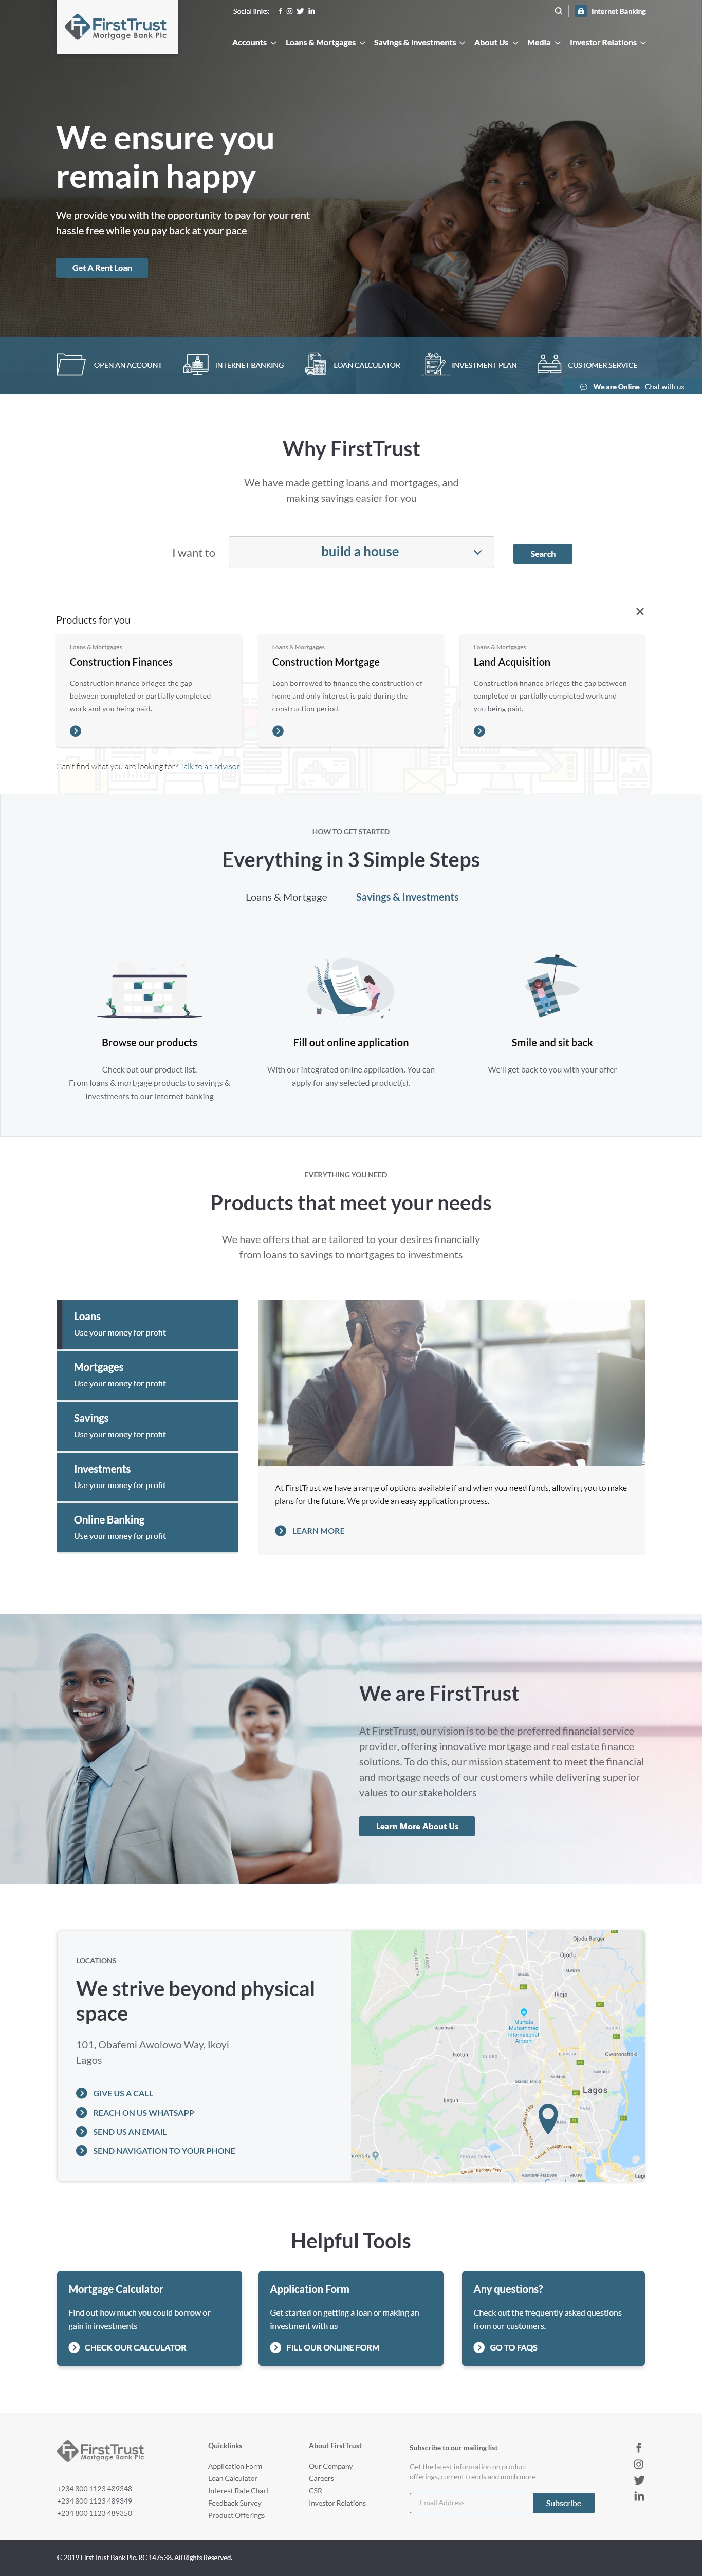 FirstTrust
Mortgage Bank Plc
Social links:
Internet Banking
Accounts
Loans & Mortgages
Savings & investments
About Us
Media
Investor Relations
We ensure you
remain happy
We provide you with the opportunity to pay for your rent
hassle free while you pay back at your pace
Get A Rent Loan
OPEN AN ACCOUNT
INTERNET BANKING
LOAN CALCULATOR
INVESTMENT PLAN
CUSTOMER SERVICE
We are Online - Chat with us
Why FirstTrust
We have made getting loans and mortgages, and
making savings easier for you
I want to
build a house
Search
Products for you
Loans & Mortgages
Construction Finances
Construction finance bridges the gap
between completed or partially completed
work and you being paid.
Loans & Mortgages
Construction Mortgage
Loan borrowed to finance the construction of
home and only interest is paid during the
construction period.
Loans & Mortgages
Land Acquisition
Construction finance bridges the gap between
completed or partially completed work and
you being paid.
Can't find what you are looking for? Talk to an advisor
HOW TO GET STARTED
Everything in 3 Simple Steps
Loans & Mortgage
Savings & Investments
Browse our products
Check out our product list.
From loans & mortgage products to savings &
investments to our internet banking
Fill out online application
With our integrated online application. You can
apply for any selected product(s).
Smile and sit back
We'll get back to you with your offer
EVERYTHING YOU NEED
Products that meet your needs
We have offers that are tailored to your desires financially
from loans to savings to mortgages to investments
Loans
Use your money for profit
Mortgages
Use your money for profit
Savings
Use your money for profit
Investments
Use your money for profit
Online Banking
Use your money for profit
At FirstTrust we have a range of options available if and when you need funds, allowing you to make
plans for the future. We provide an easy application process.
LEARN MORE
We are FirstTrust
At FirstTrust, our vision is to be the preferred financial service
provider, offering innovative mortgage and real estate finance
solutions. To do this, our mission statement to meet the financial
and mortgage needs of our customers while delivering superior
values to our stakeholders
Learn More About Us
LOCATIONS
We strive beyond physical
space
101, Obafemi Awolowo Way, Ikoyi
Lagos
GIVE US A CALL
REACH ON US WHATSAPP
SEND US AN EMAIL
SEND NAVIGATION TO YOUR PHONE
Ojodu Berger
Ojodu
Ikeja
Murtala
Muhammed
International
Airport
Ikotun
Ijegun
Lagos
Helpful Tools
Mortgage Calculator
Find out how much you could borrow or
gain in investments
CHECK OUR CALCULATOR
Application Form
Get started on getting a loan or making an
investment with us
FILL OUR ONLINE FORM
Any questions?
Check out the frequently asked questions
from our customers.
GO TO FAQS
FirstTrust
Mortgage Bank Plc
+234 800 1123 489348
+234 800 1123 489349
+234 800 1123 489350
Quicklinks
Application Form
Loan Calculator
Interest Rate Chart
Feedback Survey
Product Offerings
About FirstTrust
Our Company
Careers
CSR
Investor Relations
Subscribe to our mailing list
Get the latest information on product
offerings, current trends and much more
Email Address
Subscribe
© 2019 FirstTrust Bank Plc. RC 147538. All Rights Reserved.